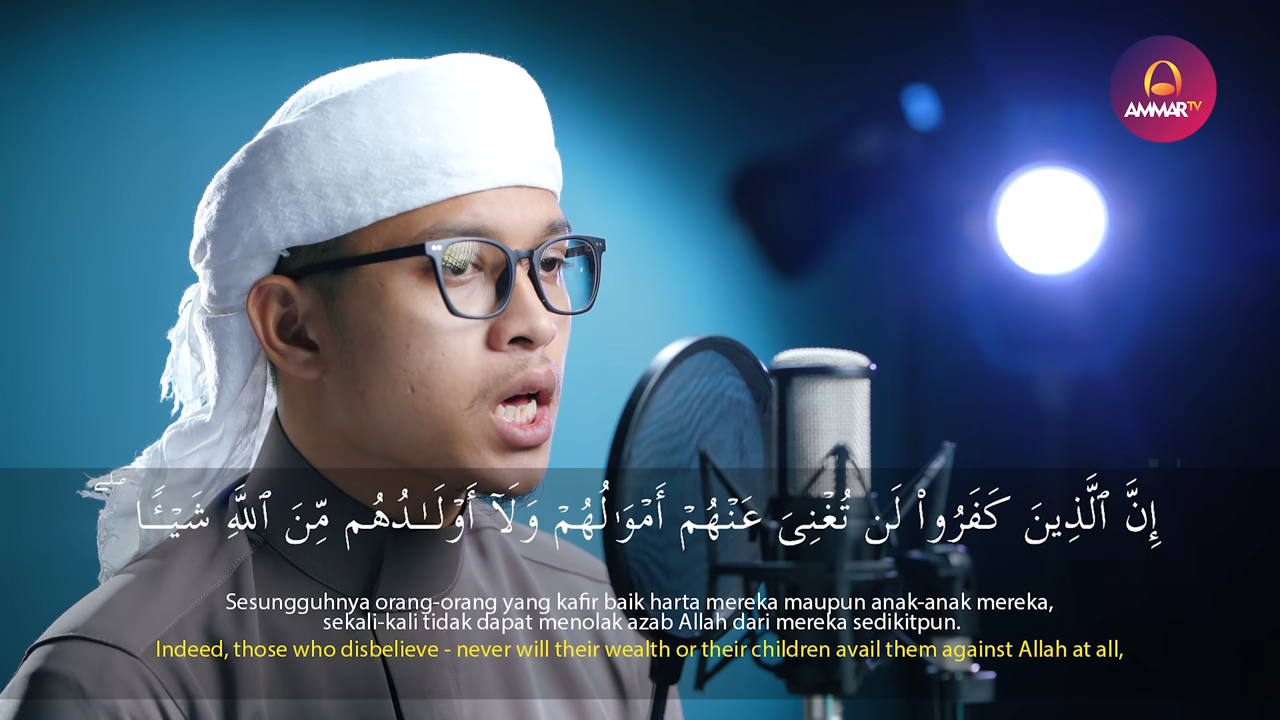 AMMARTV
إِنَّ ٱلَّذِينَ كَفَرُوا۟ لَن تُغْنِىَ عَنْهُمْ أَمْوَٰلُهُمْ وَلَآ أَوْلَـٰدُهُم مِّنَ ٱللَّهِ شَيْـًٔا ۖ
Sesungguhnya orang-orang yang kafir baik harta mereka maupun anak-anak mereka,
sekali-kali tidak dapat menolak azab Allah dari mereka sedikitpun.
Indeed, those who disbelieve - never will their wealth or their children avail them against Allah at all,